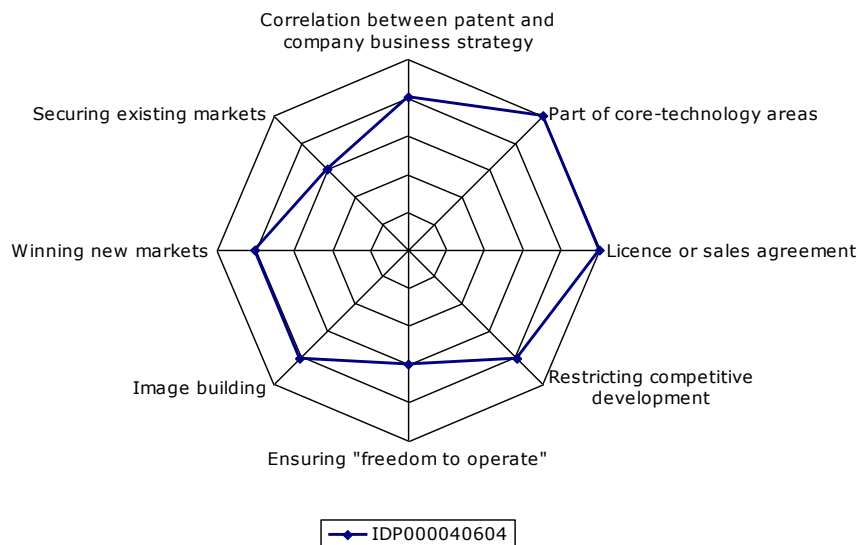 Correlation between patent and
company business strategy
Securing existing markets
Part of core-technology areas
Winning new markets
Licence or sales agreement
Image building
Restricting competitive
development
Ensuring "freedom to operate"
IDP000040604